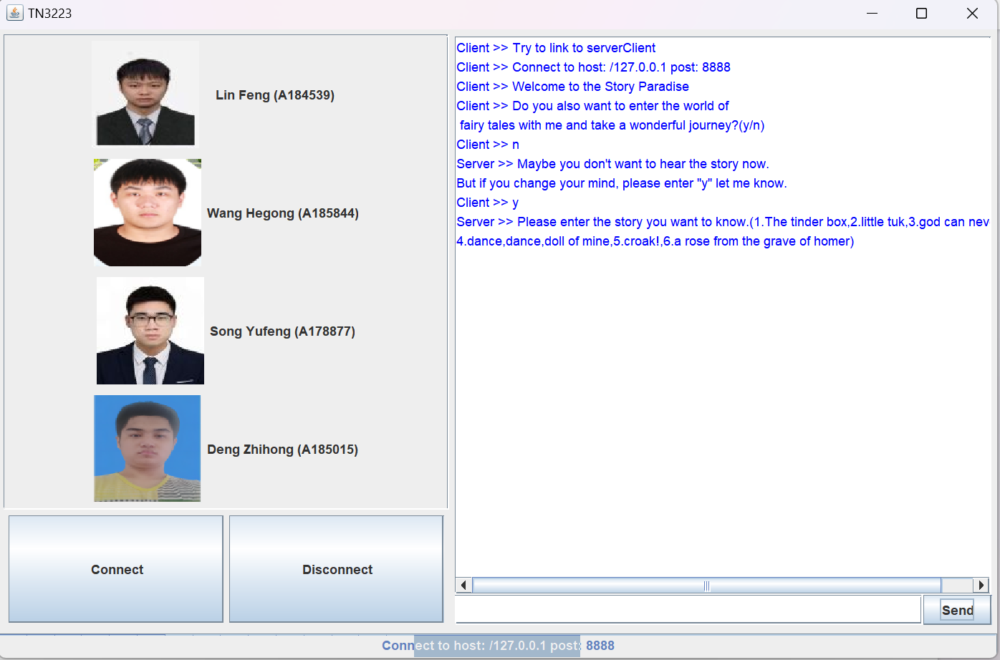 TN3223
Lin Feng (A184539)
Wang Hegong (A185844)
Song Yufeng (A178877)
Deng Zhihong (A185015)
Connect
Disconnect
Client >> Try to link to serverClient
Client >> Connect to host: /127.0.0.1 post: 8888
Client >> Welcome to the Story Paradise
Client >> Do you also want to enter the world of
fairy tales with me and take a wonderful journey?(y/n)
Client >> n
Server >> Maybe you don't want to hear the story now.
But if you change your mind, please enter "y" let me know.
Client >> y
Server >> Please enter the story you want to know.(1.The tinder box,2.little tuk,3.god can nev
4.dance,dance,doll of mine,5.croak!,6.a rose from the grave of homer)
Send
Connect to host: /127.0.0.1 post: 8888